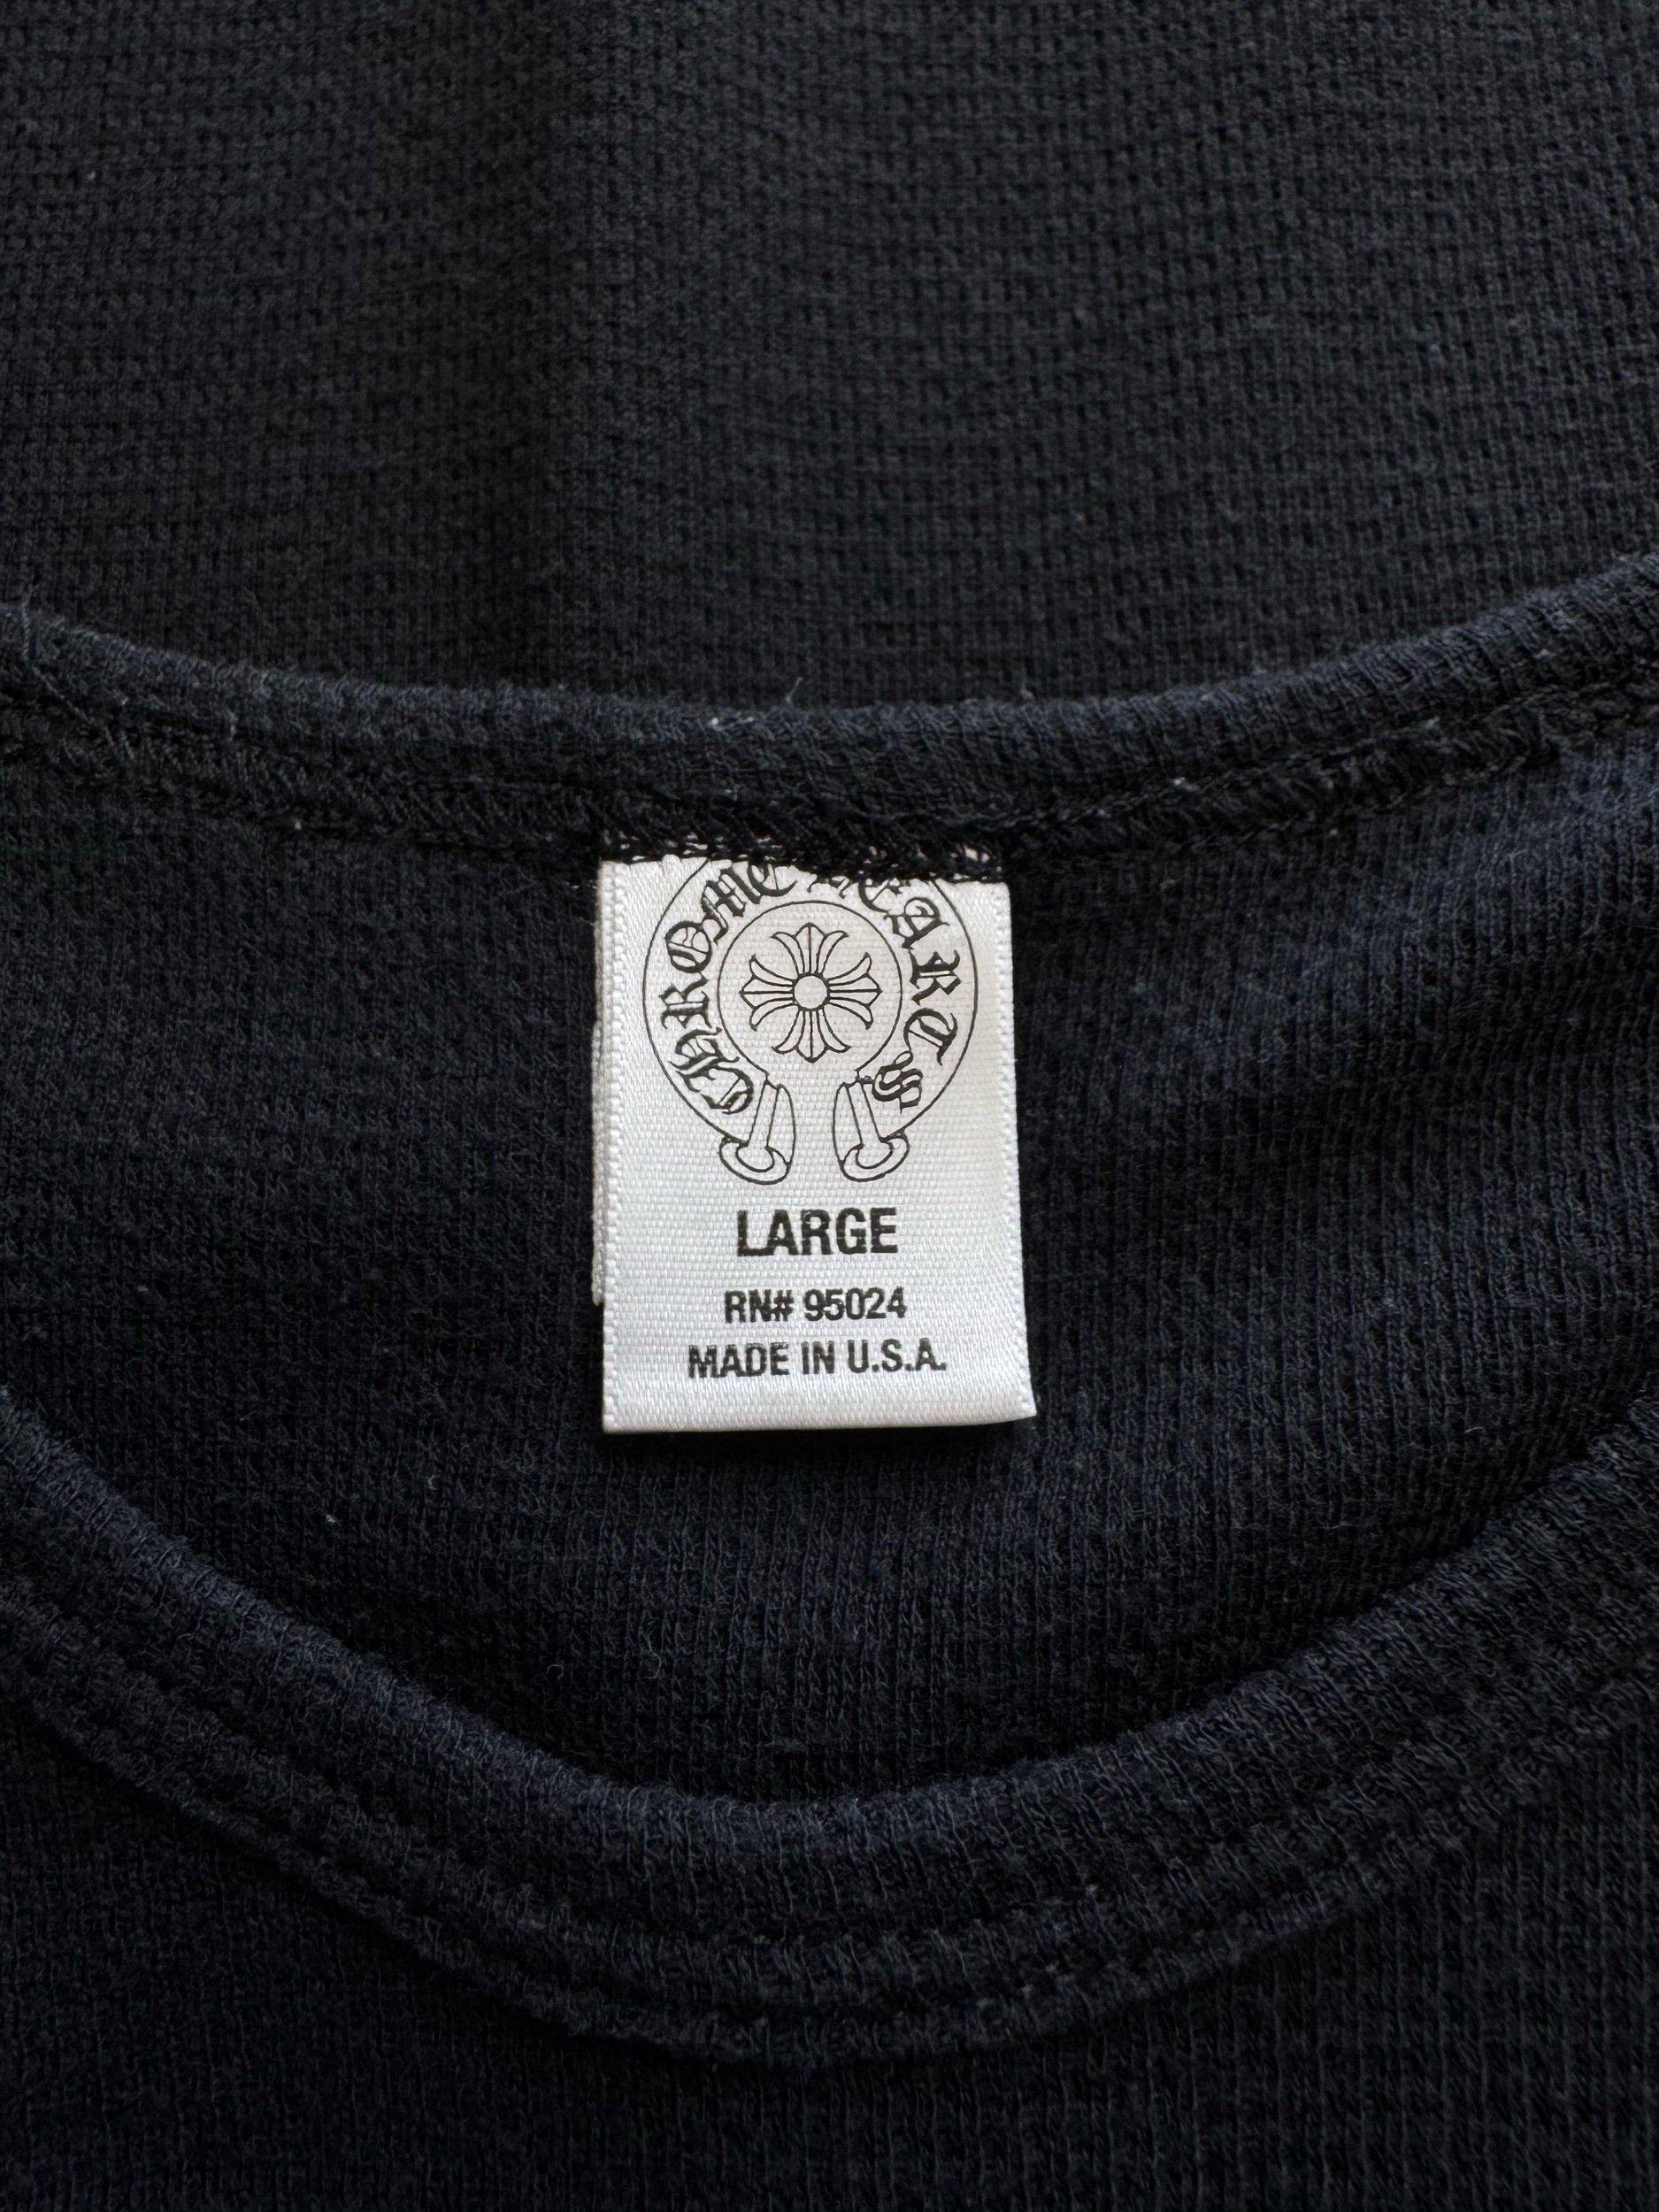 CHROME HEARTS
LARGE
RN# 95024
MADE IN U.S.A.